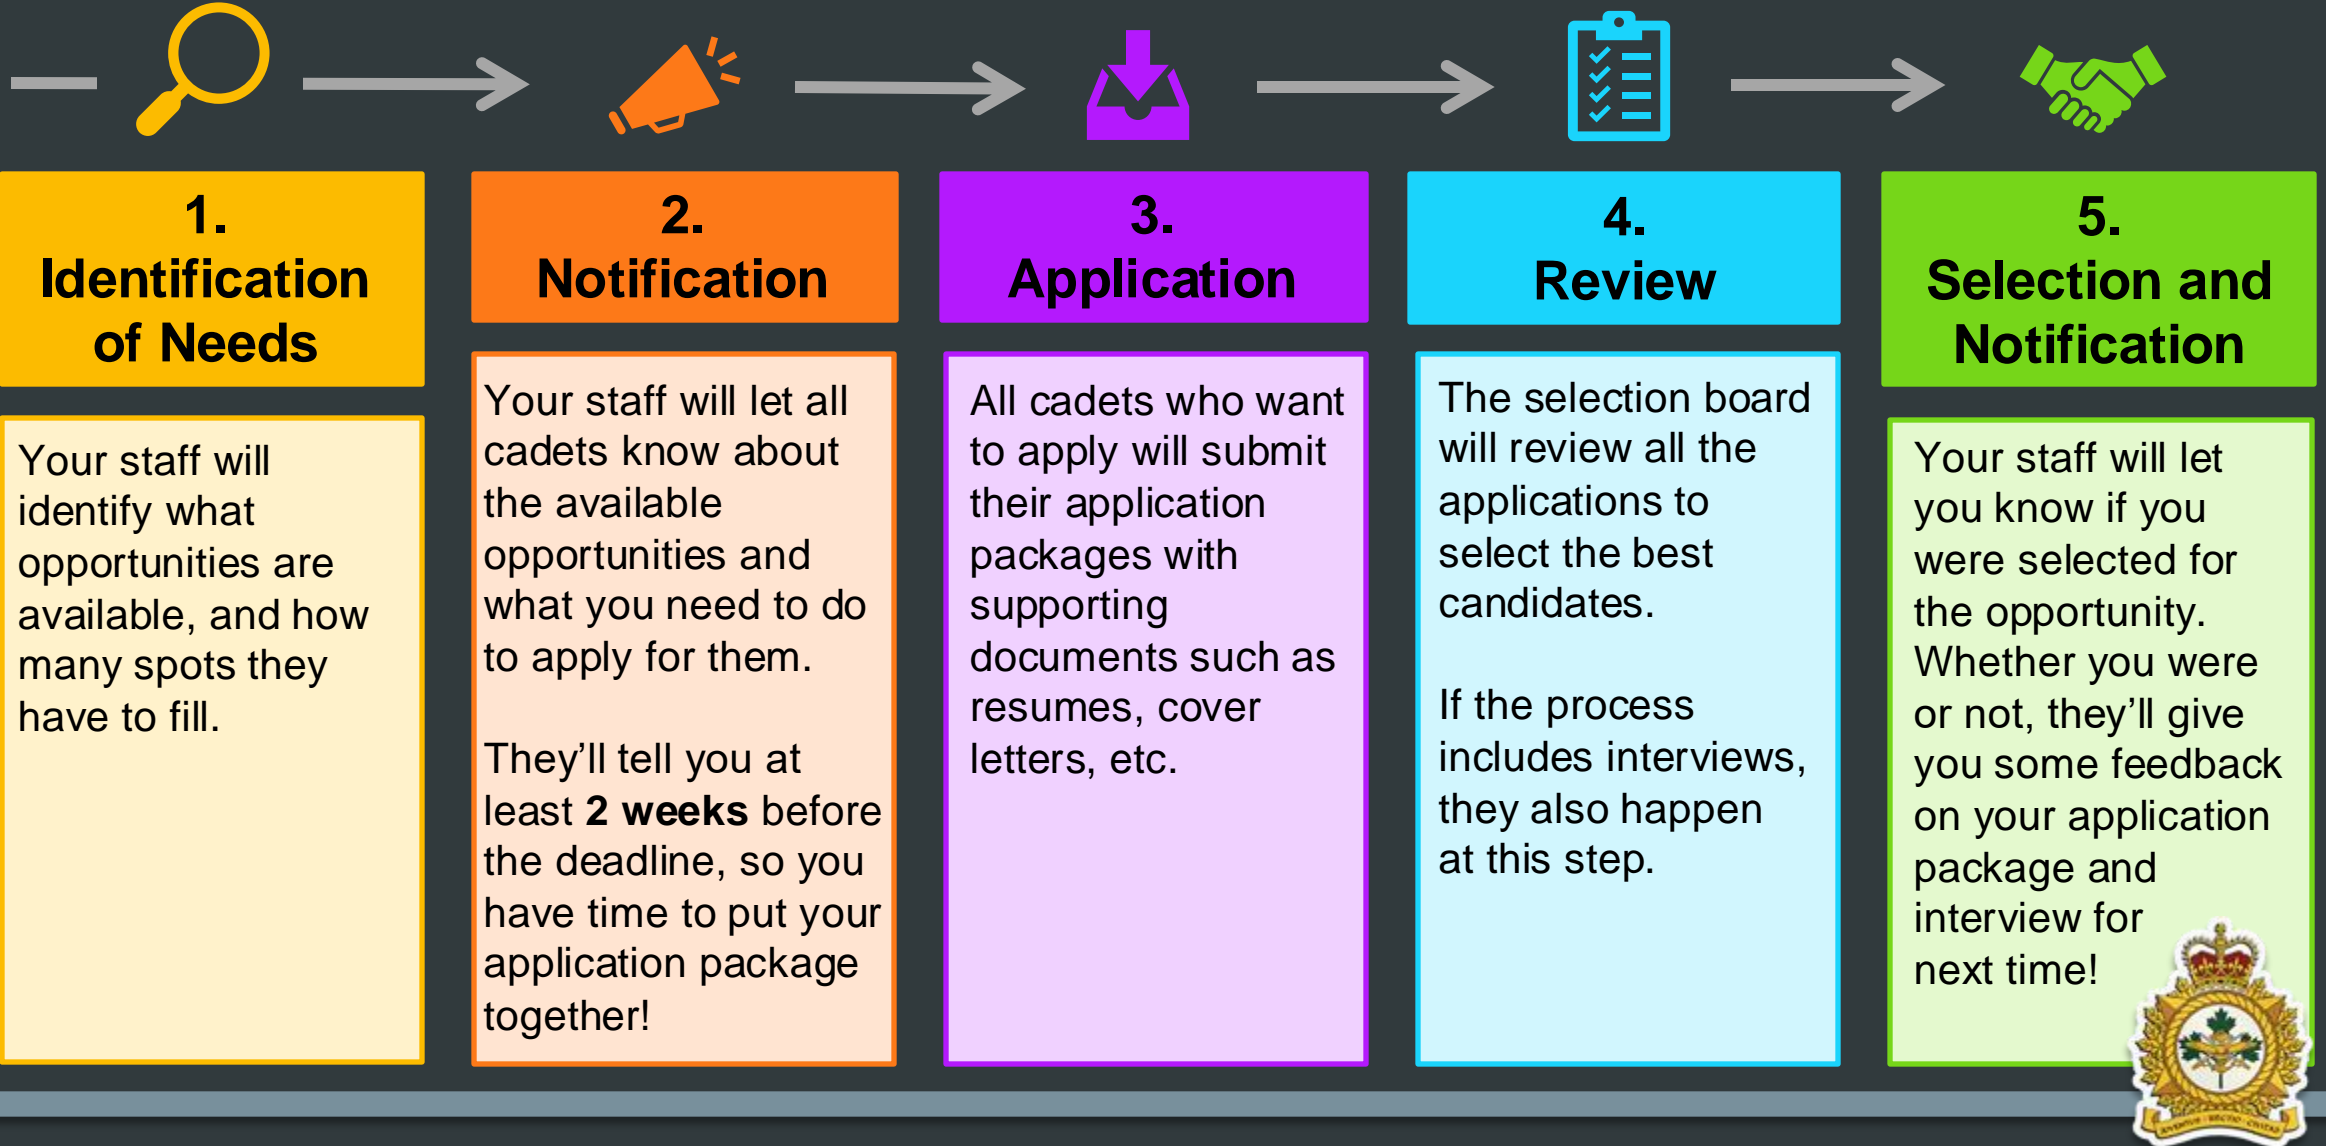 1.
Identification
of Needs
Your staff will
identify what
opportunities are
available, and how
many spots they
have to fill.
2.
Notification
Your staff will let all
cadets know about
the available
opportunities and
what you need to do
to apply for them.
They’ll tell you at
least 2 weeks before
the deadline, so you
have time to put your
application package
together!
3.
Application
All cadets who want
to apply will submit
their application
packages with
supporting
documents such as
resumes, cover
letters, etc.
4.
Review
The selection board
will review all the
applications to
select the best
candidates.
If the process
includes interviews,
they also happen
at this step.
5.
Selection and
Notification
Your staff will let
you know if you
were selected for
the opportunity.
Whether you were
or not, they’ll give
you some feedback
on your application
package and
interview for
next time!